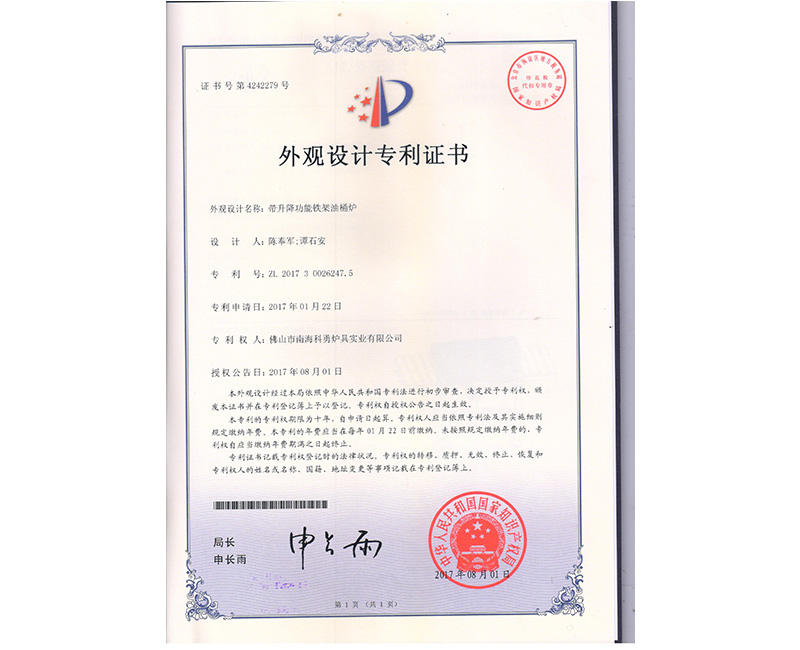 证书号第4242279号
外观设计专利证书
外观设计名称：带升降功能铁架油桶炉
设计人：陈奉军;谭石安
专利号：ZL 2017 3 0026247.5
专利申请日：2017年01月22日
专利权人：佛山市南海科勇炉具实业有限公司
授权公告日：2017年08月01日
本外观设计经过本局依照中华人民共和国专利法进行初步审查，决定授予专利权，颁
发本证书并在专利登记簿上予以登记。专利权自授权公告之日起生效。
本专利的专利权期限为十年，自申请日起算。专利权人应当依照专利法及其实施细则
规定缴纳年费。本专利的年费应当在每年01月22日前缴纳。未按照规定缴纳年费的，专
利权自应当缴纳年费期满之日起终止。
专利证书记载专利权登记时的法律状况。专利权的转移、质押、无效、终止、恢复和
专利权人的姓名或名称、国籍、地址变更等事项记载在专利登记簿上。
局长
申长雨
申长雨
中华人民共和国国家知识产权局
2017年08月01日
第1页（共1页）